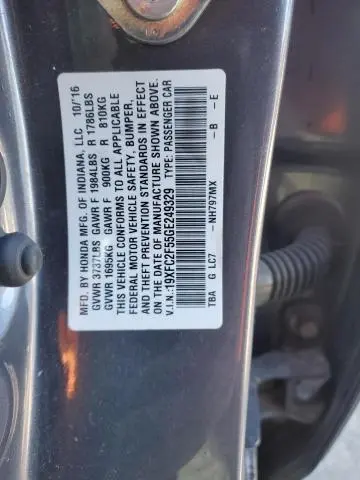 MFD. BY HONDA MFG. OF INDIANA, LLC 10/'16
GVWR 3737LBS GAWR F 1984LBS R 1786LBS
GVWR 1695KG GAWR F 900KG R 810KG
THIS VEHICLE CONFORMS TO ALL APPLICABLE
FEDERAL MOTOR VEHICLE SAFETY, BUMPER,
AND THEFT PREVENTION STANDARDS IN EFFECT
ON THE DATE OF MANUFACTURE SHOWN ABOVE.
V.I.N.:19XFC2F55GE249329 TYPE: PASSENGER CAR
TBA G LC7 -NH797MX -B -E